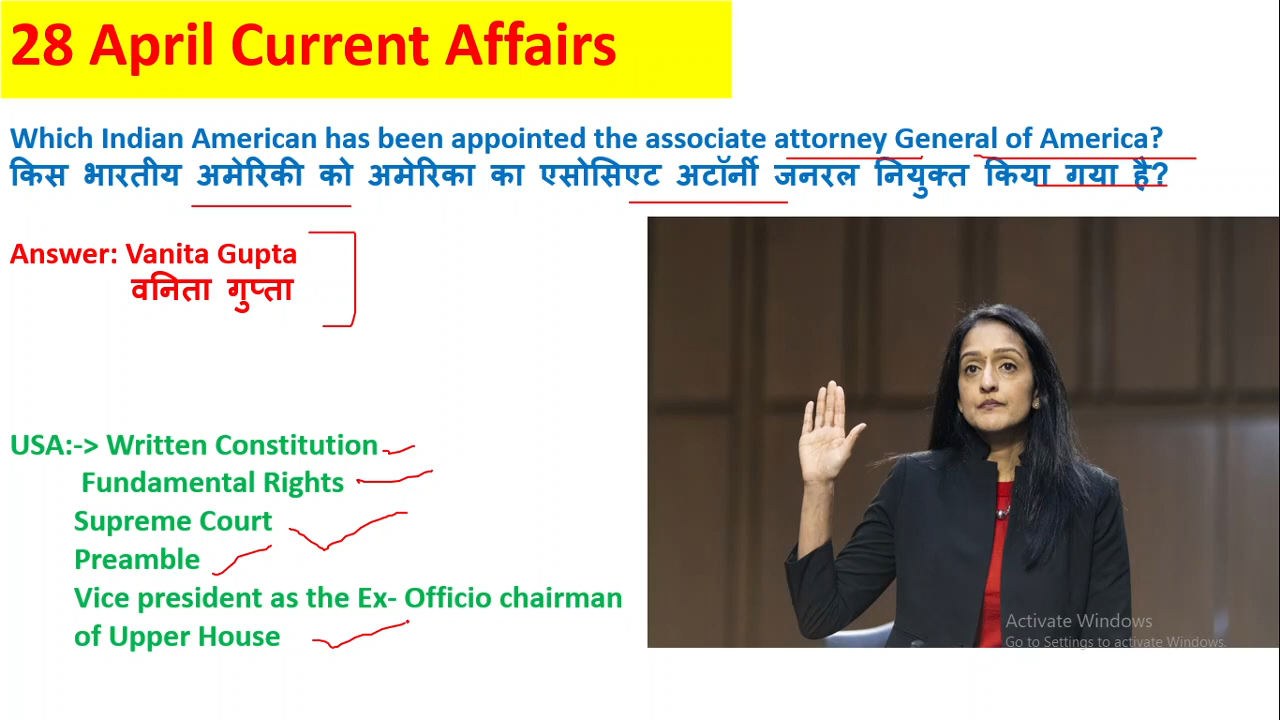 28 April Current Affairs
Which Indian American has been appointed the associate attorney General of America?
किस भारतीय अमेरिकी को अमेरिका का एसोसिएट अटॉर्नी जनरल नियुक्त किया गया है?
Answer: Vanita Gupta
वनिता गुप्ता
USA:-> Written Constitution
Fundamental Rights
Supreme Court
Preamble
Vice president as the Ex- Officio chairman
of Upper House
Activate Windows
Go to Settings to activate Windows.